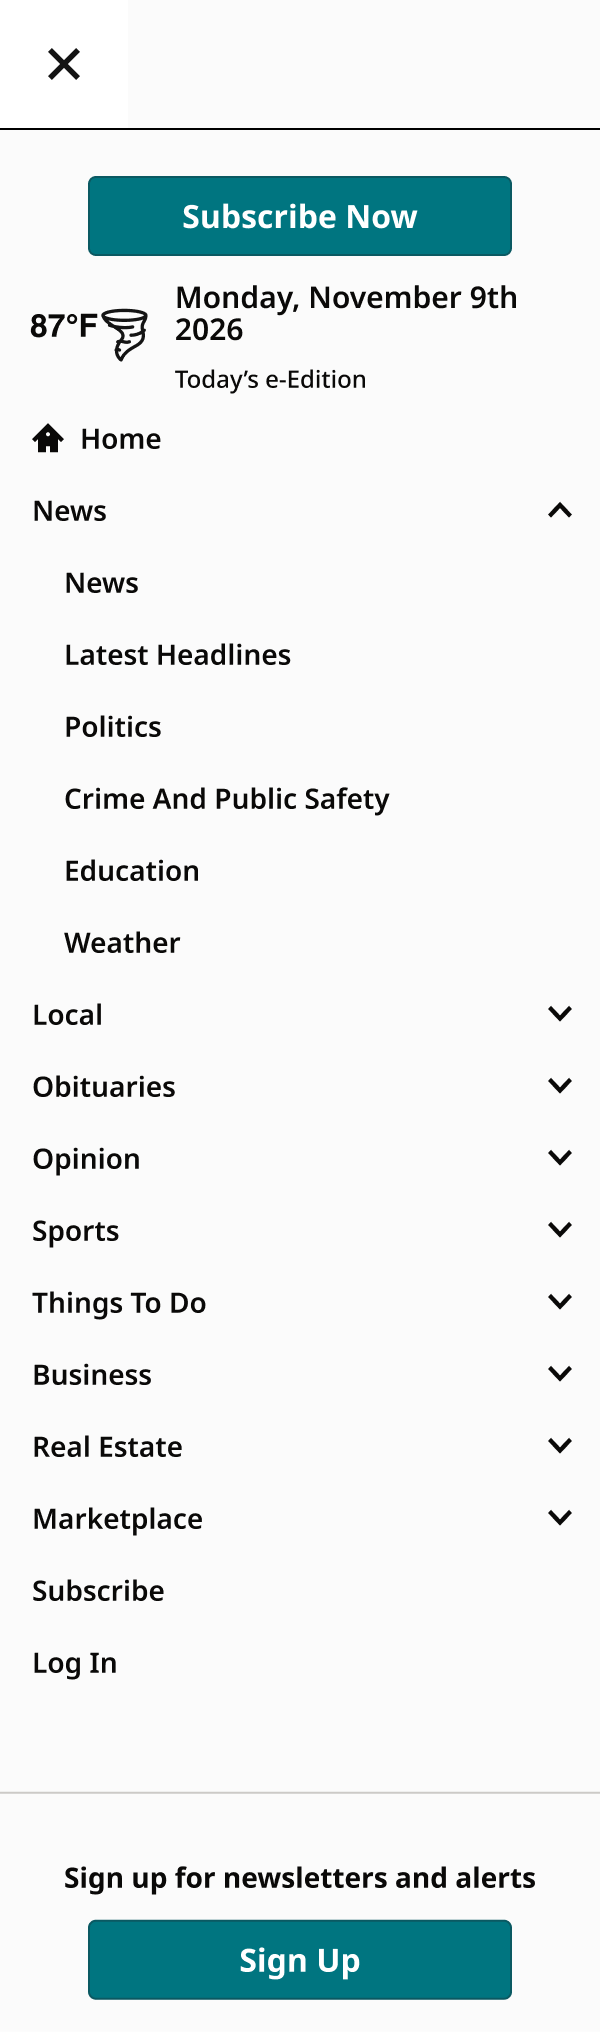 Subscribe Now
87°F
Monday, November 9th
2026
Today’s e-Edition
Home
News
News
Latest Headlines
Politics
Crime And Public Safety
Education
Weather
Local
Obituaries
Opinion
Sports
Things To Do
Business
Real Estate
Marketplace
Subscribe
Log In
Sign up for newsletters and alerts
Sign Up